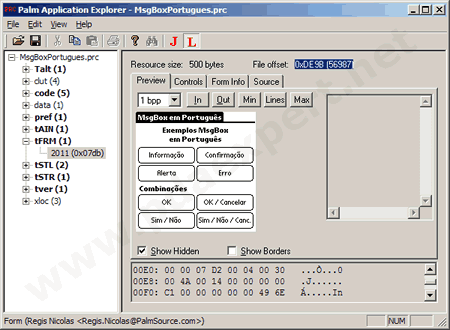 Palm Application Explorer - MsgBoxPortugues.prc
File View Help
J L
MsgBoxPortugues.prc
Talt (1)
clut (4)
code (5)
data (1)
pref (1)
tAIN (1)
tFRM (1)
2011 (0x07db)
tSTL (2)
tSTR (1)
tver (1)
xloc (3)
Resource size: 500 bytes File offset: 0xDE9B (56987)
Preview Controls Form Info Source
1 bpp In Out Min Lines Max
MsgBox em Português
Exemplos MsgBox
em Português
Informação Confirmação
Alerta Erro
Combinações
OK OK / Cancelar
Sim / Não Sim / Não / Canc.
Show Hidden Show Borders
00E0: 00 00 07 D2 00 04 00 30 ...Ò...0
00E8: 00 4A 00 14 00 00 00 00 .J......
00F0: C1 00 00 00 00 00 49 6E Á.....In
Form (Regis Nicolas <Regis.Nicolas@PalmSource.com>) NUM